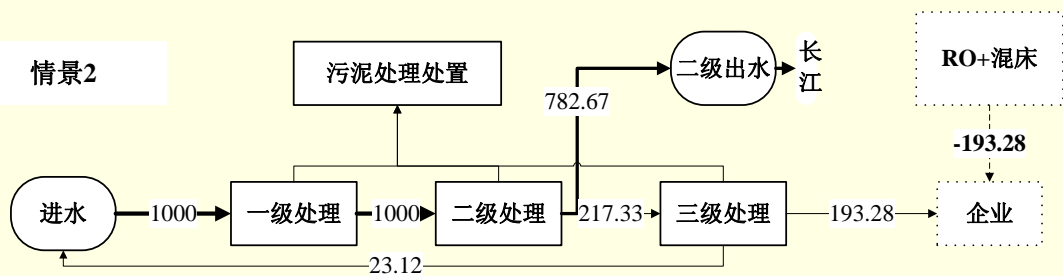 情景2
污泥处理处置
二级出水
长
江
RO+混床
782.67
-193.28
进水
1000
一级处理
1000
二级处理
217.33
三级处理
193.28
企业
23.12